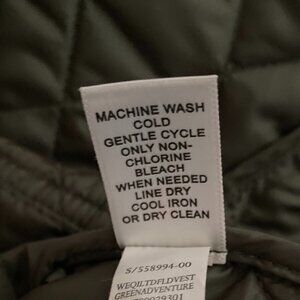 MACHINE WASH
COLD
GENTLE CYCLE
ONLY NON-
CHLORINE
BLEACH
WHEN NEEDED
LINE DRY
COOL IRON
OR DRY CLEAN
S/558994-00
WEQILTDFLDVEST
GREENADVENTURE